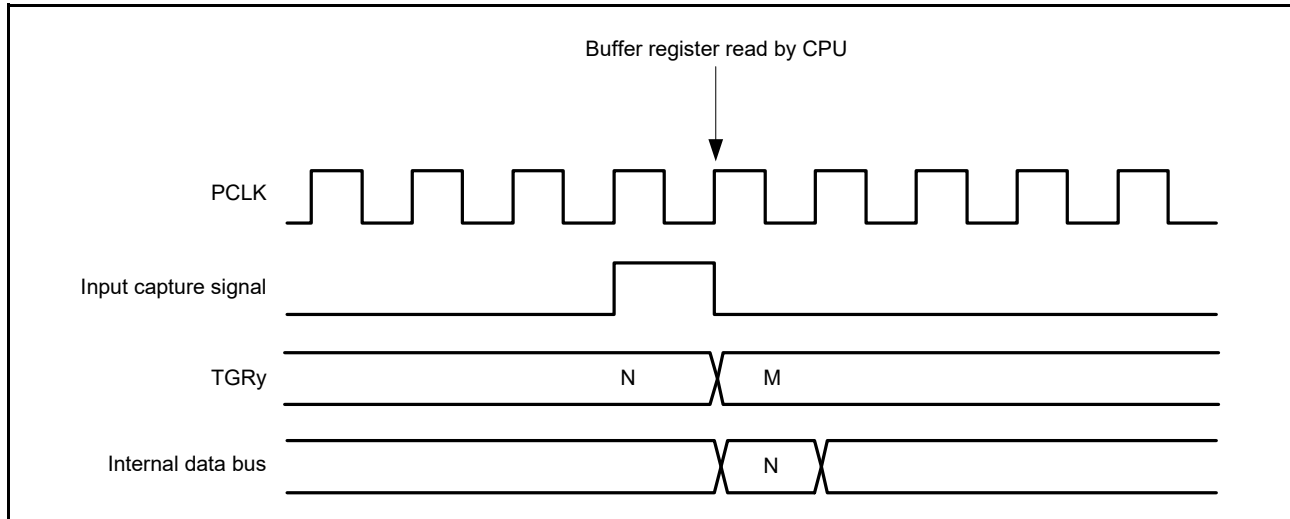 Buffer register read by CPU
PCLK
Input capture signal
TGRy
N
M
Internal data bus
N